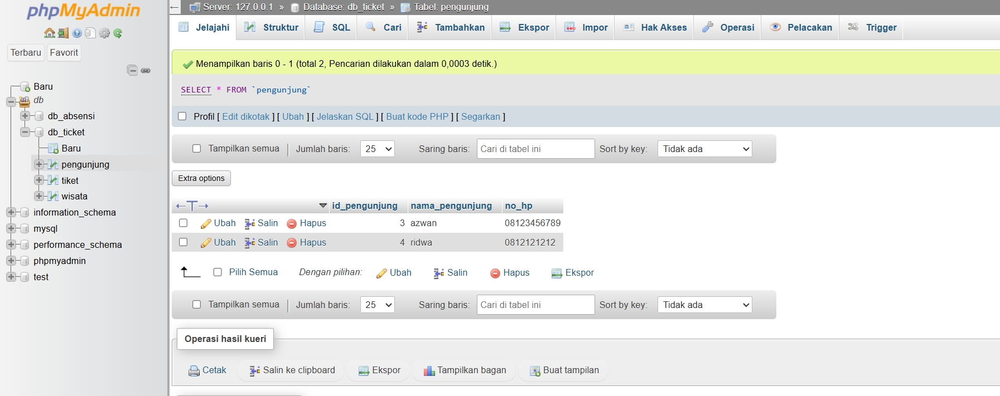 phpMyAdmin
Terbaru Favorit
Baru
db
db_absensi
db_ticket
Baru
pengunjung
tiket
wisata
information_schema
mysql
performance_schema
phpmyadmin
test
Server: 127.0.0.1 » Database: db_ticket » Tabel: pengunjung
Jelajahi Struktur SQL Cari Tambahkan Ekspor Impor Hak Akses Operasi Pelacakan Trigger
Menampilkan baris 0 - 1 (total 2, Pencarian dilakukan dalam 0,0003 detik.)
SELECT * FROM `pengunjung`
Profil [ Edit dikotak ] [ Ubah ] [ Jelaskan SQL ] [ Buat kode PHP ] [ Segarkan ]
Tampilkan semua | Jumlah baris: 25 Saring baris: Cari di tabel ini Sort by key: Tidak ada
Extra options
id_pengunjung nama_pengunjung no_hp
Ubah Salin Hapus 3 azwan 08123456789
Ubah Salin Hapus 4 ridwa 0812121212
Pilih Semua Dengan pilihan: Ubah Salin Hapus Ekspor
Tampilkan semua | Jumlah baris: 25 Saring baris: Cari di tabel ini Sort by key: Tidak ada
Operasi hasil kueri
Cetak Salin ke clipboard Ekspor Tampilkan bagan Buat tampilan